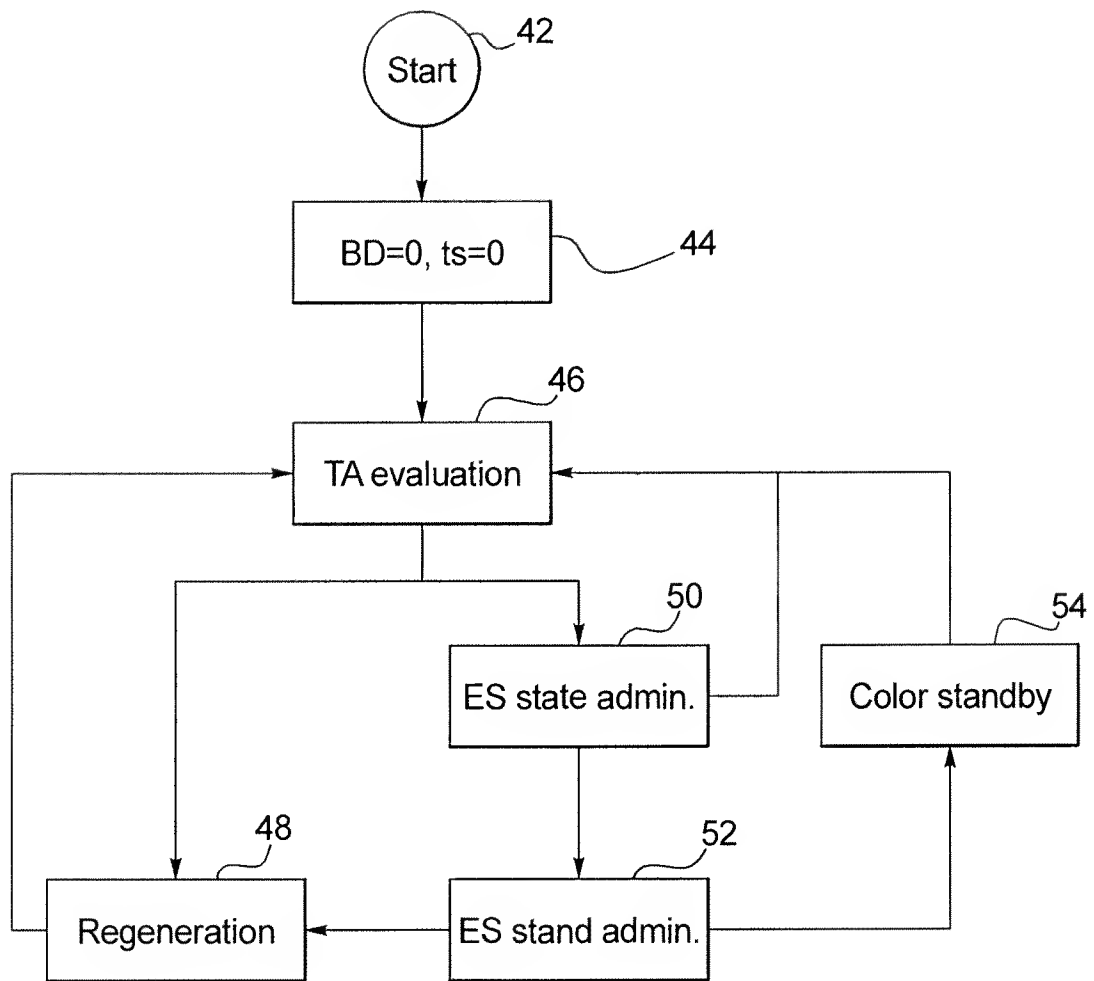 42
Start
BD=0, ts=0
44
46
TA evaluation
50
54
ES state admin.
Color standby
48
52
Regeneration
ES stand admin.